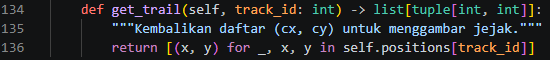 134 def get_trail(self, track_id: int) -> list[tuple[int, int]]:
135 """Kembalikan daftar (cx, cy) untuk menggambar jejak."""
136 return [(x, y) for _, x, y in self.positions[track_id]]